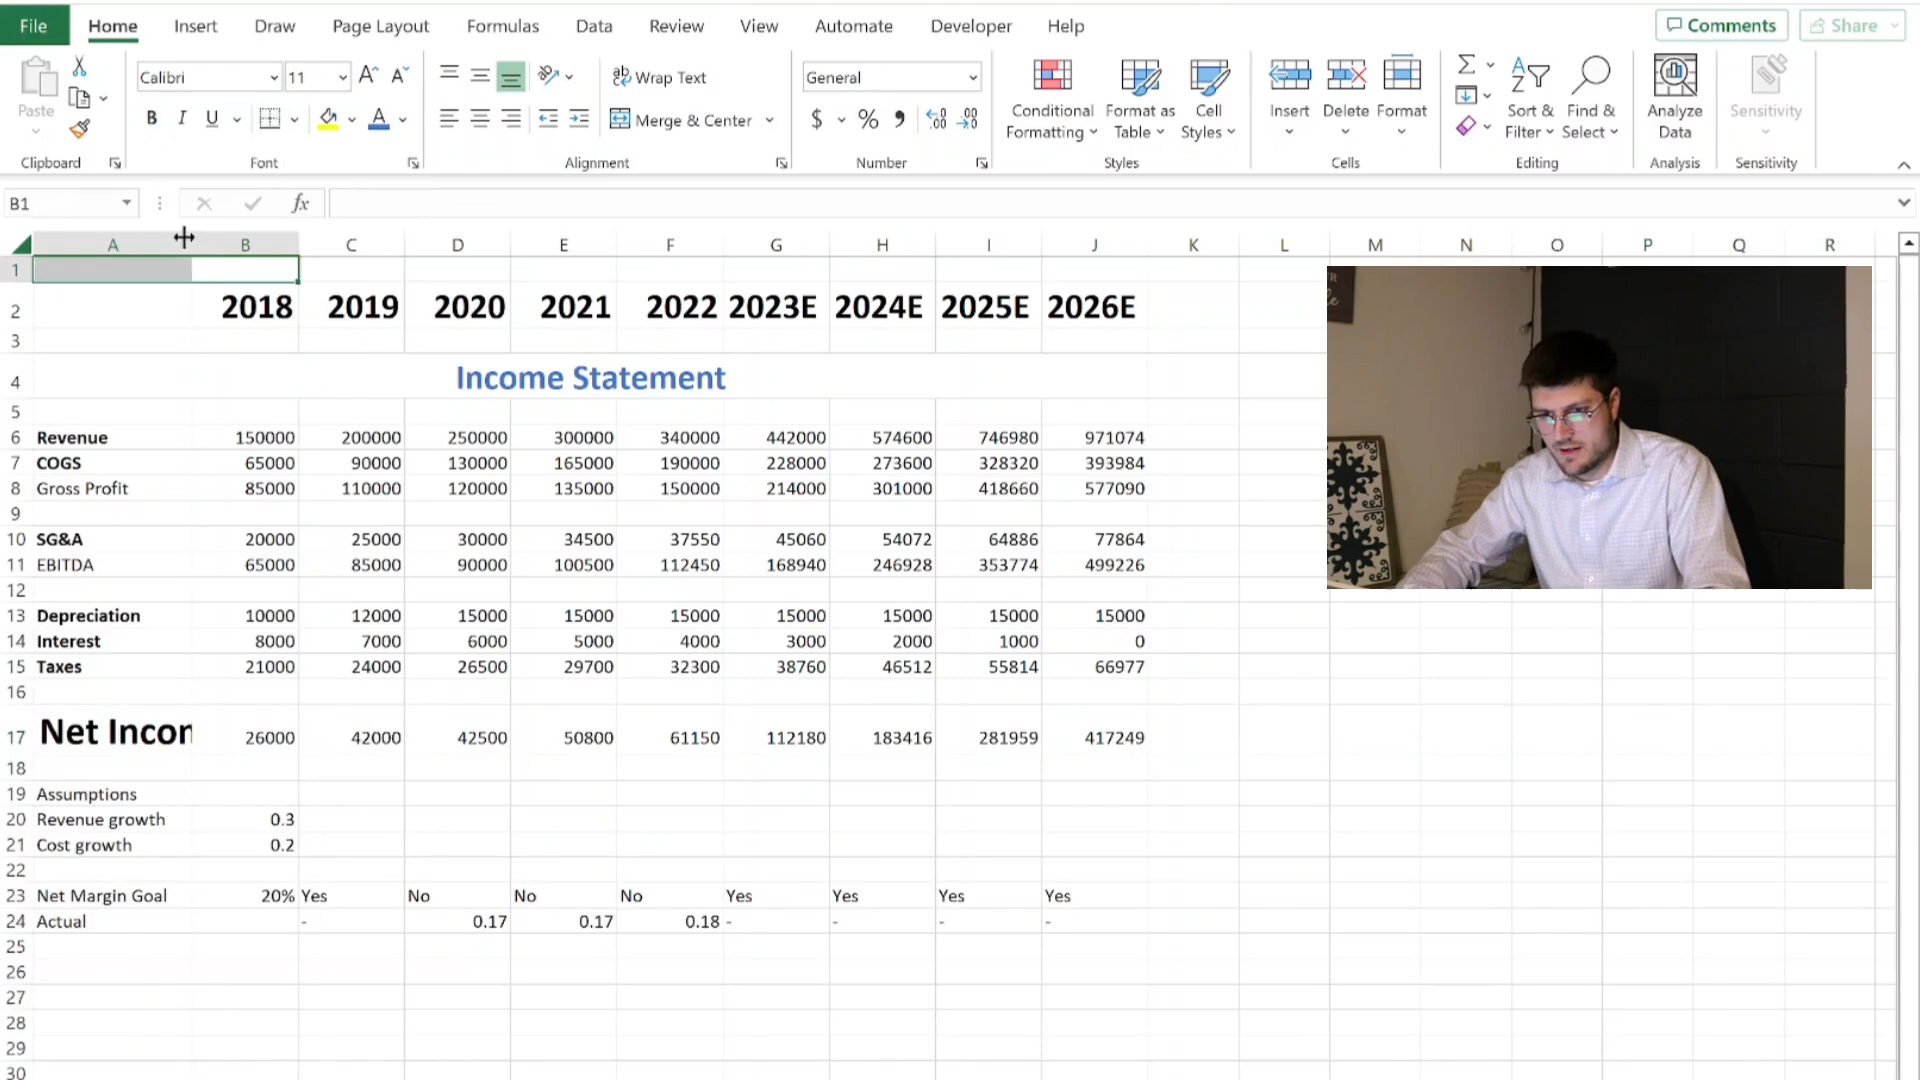 File Home Insert Draw Page Layout Formulas Data Review View Automate Developer Help Comments Share
Paste
Clipboard
Calibri 11
B I U
Font
Wrap Text
Merge & Center
Alignment
General
$ % 9
Number
Conditional Formatting
Format as Table
Cell Styles
Styles
Insert Delete Format
Cells
Sort & Filter
Find & Select
Editing
Analyze Data
Analysis
Sensitivity
Sensitivity
B1 fx
A B C D E F G H I J K L M N O P Q R
1
2 2018 2019 2020 2021 2022 2023E 2024E 2025E 2026E
3
4 Income Statement
5
6 Revenue 150000 200000 250000 300000 340000 442000 574600 746980 971074
7 COGS 65000 90000 130000 165000 190000 228000 273600 328320 393984
8 Gross Profit 85000 110000 120000 135000 150000 214000 301000 418660 577090
9
10 SG&A 20000 25000 30000 34500 37550 45060 54072 64886 77864
11 EBITDA 65000 85000 90000 100500 112450 168940 246928 353774 499226
12
13 Depreciation 10000 12000 15000 15000 15000 15000 15000 15000 15000
14 Interest 8000 7000 6000 5000 4000 3000 2000 1000 0
15 Taxes 21000 24000 26500 29700 32300 38760 46512 55814 66977
16
17 Net Incom 26000 42000 42500 50800 61150 112180 183416 281959 417249
18
19 Assumptions
20 Revenue growth 0.3
21 Cost growth 0.2
22
23 Net Margin Goal 20% Yes No No No Yes Yes Yes Yes
24 Actual - 0.17 0.17 0.18 - - - -
25
26
27
28
29
30